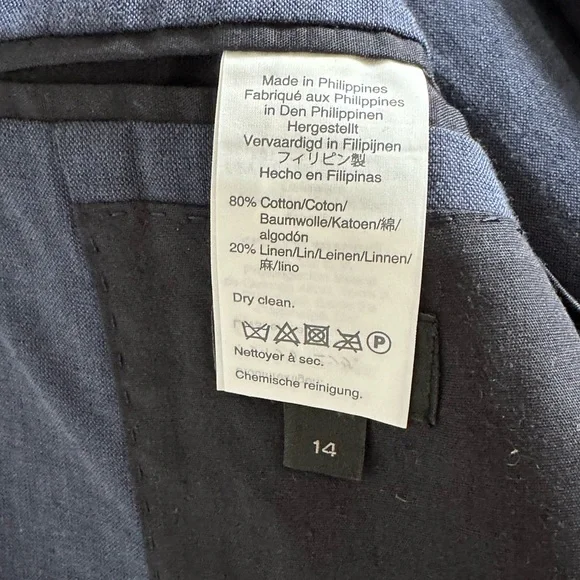 Made in Philippines
Fabriqué aux Philippines
in Den Philippinen
Hergestellt
Vervaardigd in Filipijnen
フィリピン製
Hecho en Filipinas
80% Cotton/Coton/
Baumwolle/Katoen/綿/
algodón
20% Linen/Lin/Leinen/Linnen/
麻/lino
Dry clean.
P
Nettoyer à sec.
Chemische reinigung.
14